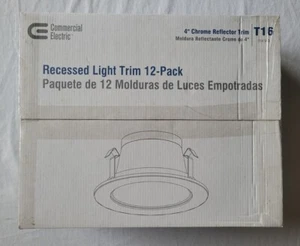 Commercial
Electric
4" Chrome Reflector Trim T16
Moldura Reflectante Cromo de 4"
Recessed Light Trim 12-Pack
Paquete de 12 Molduras de Luces Empotradas